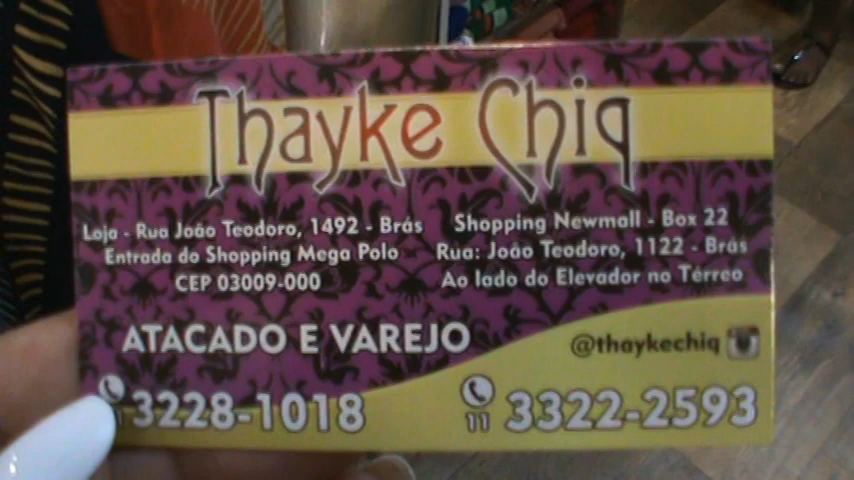 Thayke Chiq
Loja - Rua João Teodoro, 1492 - Brás
Entrada do Shopping Mega Polo
CEP 03009-000
Shopping Newmall - Box 22
Rua: João Teodoro, 1122 - Brás
Ao lado do Elevador no Térreo
ATACADO E VAREJO
@thaykechiq
3228-1018
11 3322-2593